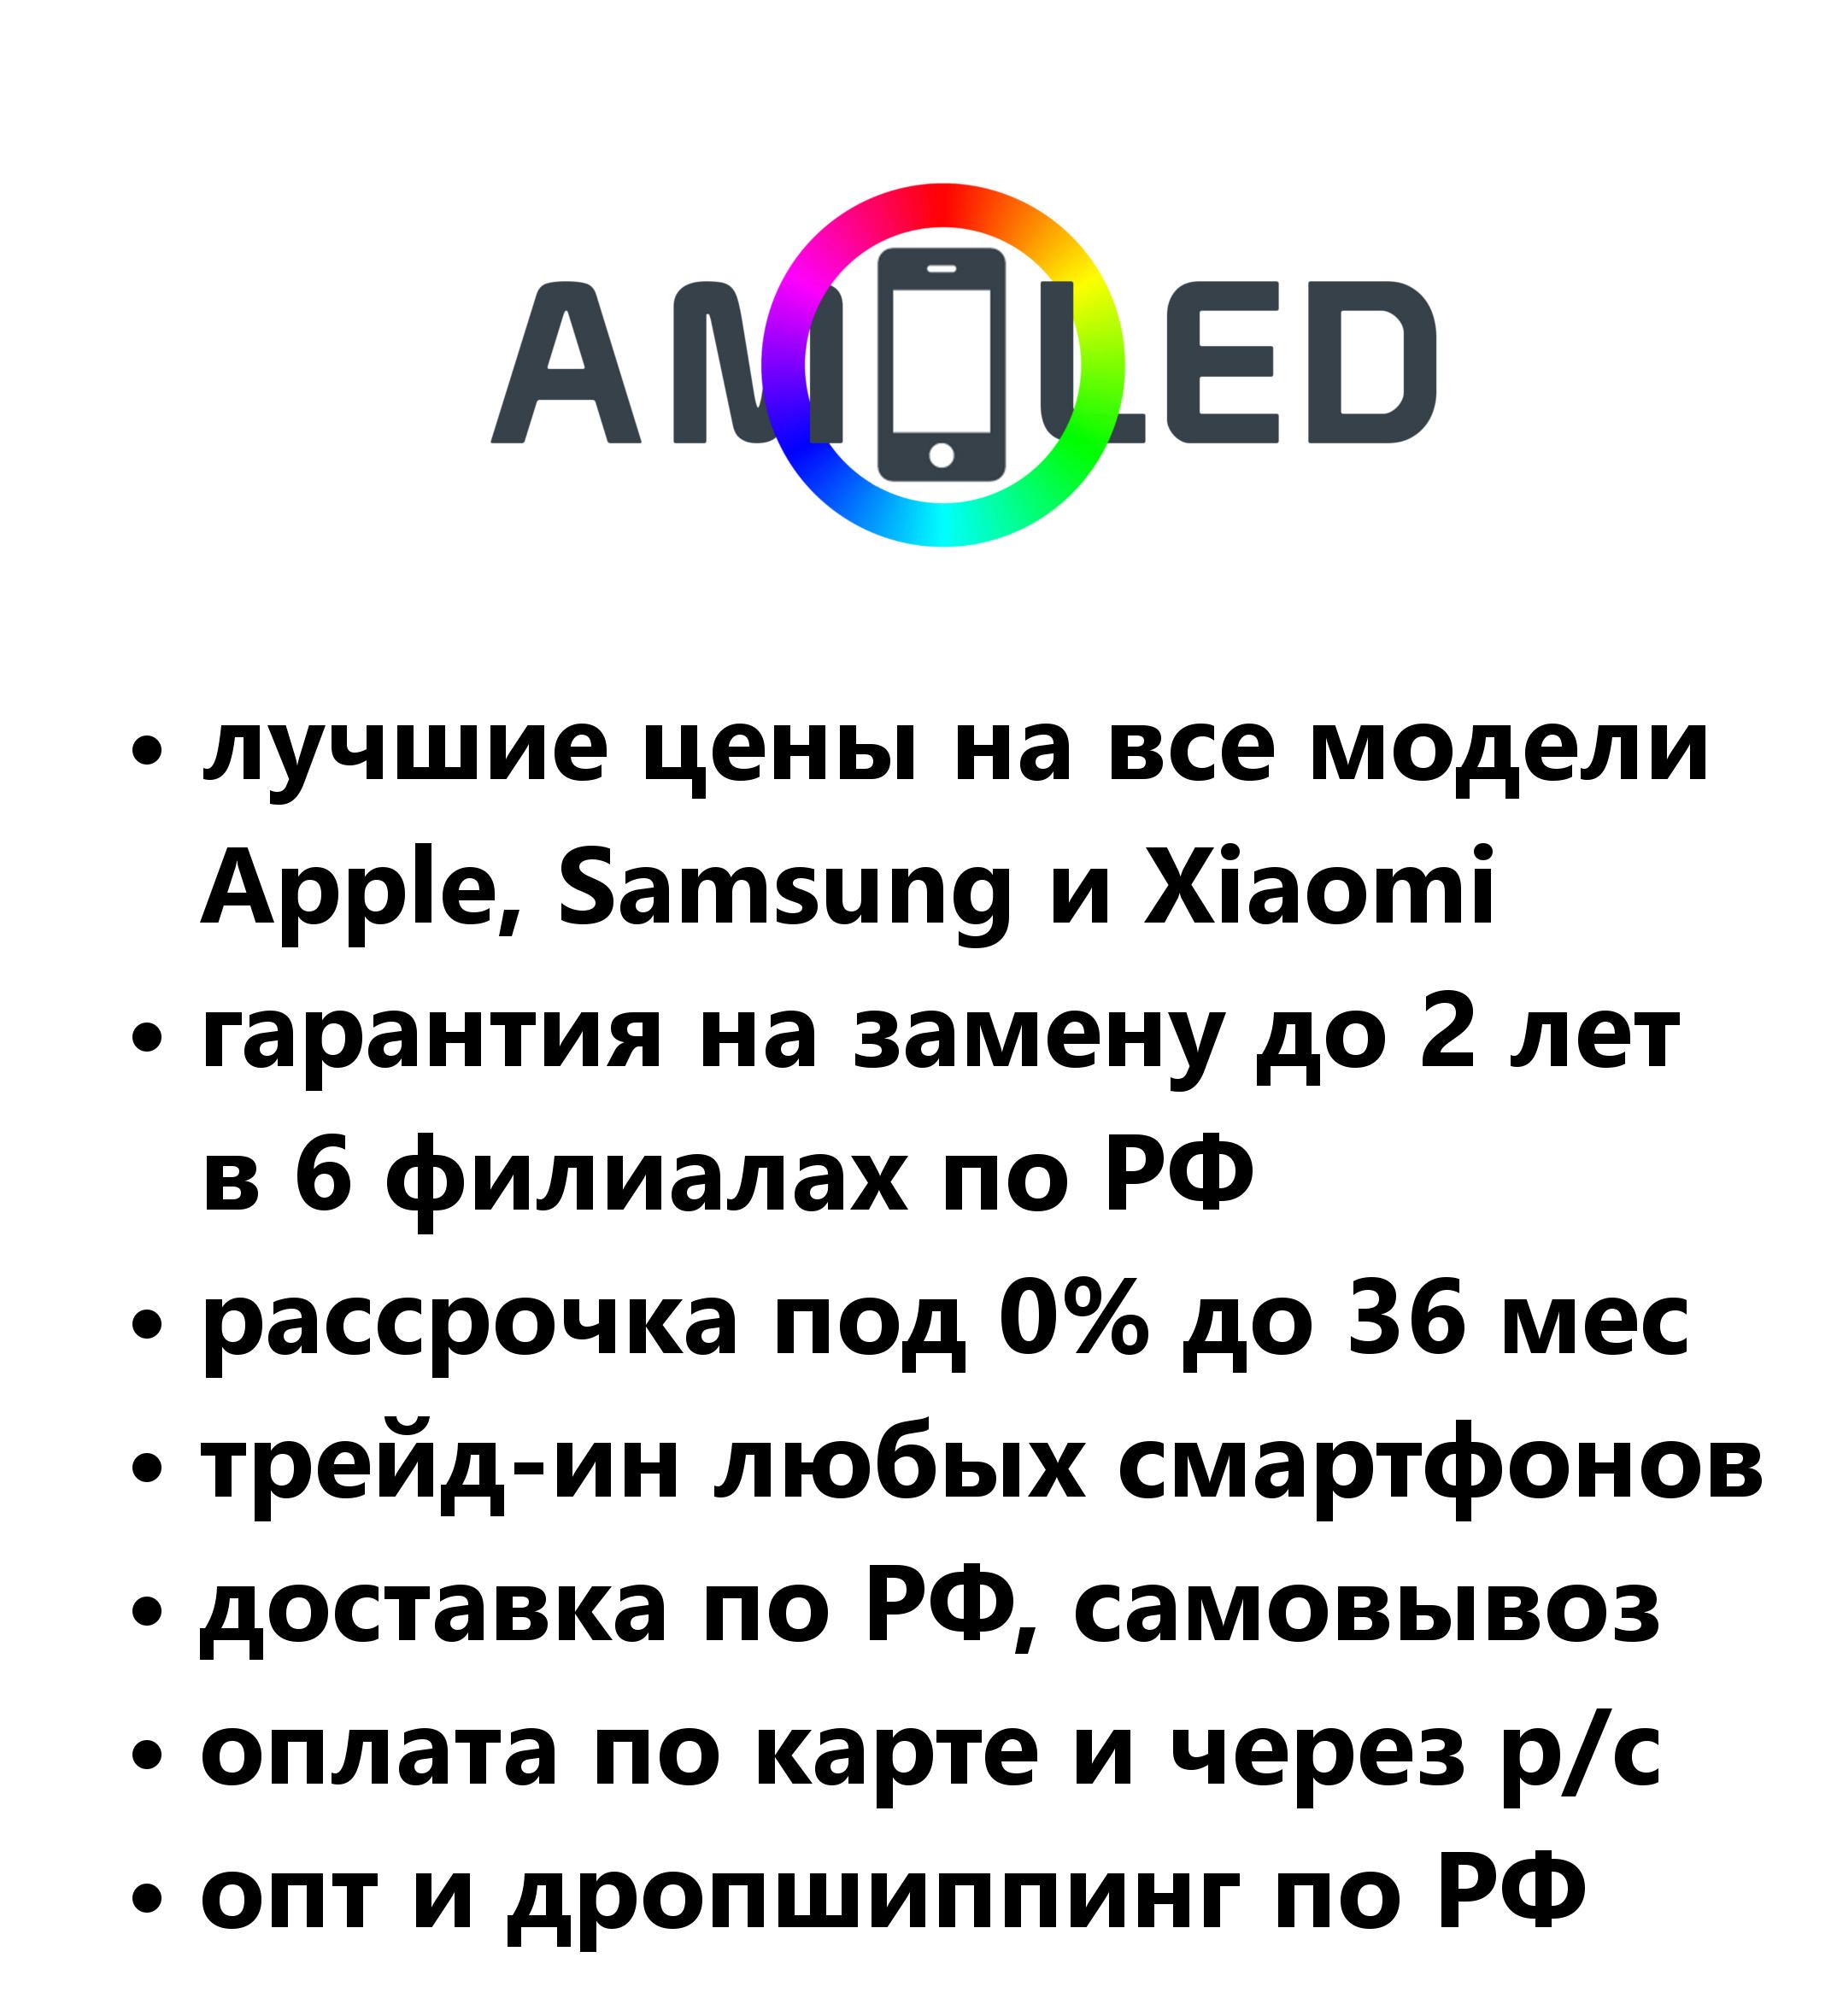 AMOLED
• лучшие цены на все модели
Apple, Samsung и Xiaomi
• гарантия на замену до 2 лет
в 6 филиалах по РФ
• рассрочка под 0% до 36 мес
• трейд-ин любых смартфонов
• доставка по РФ, самовывоз
• оплата по карте и через р/с
• опт и дропшиппинг по РФ